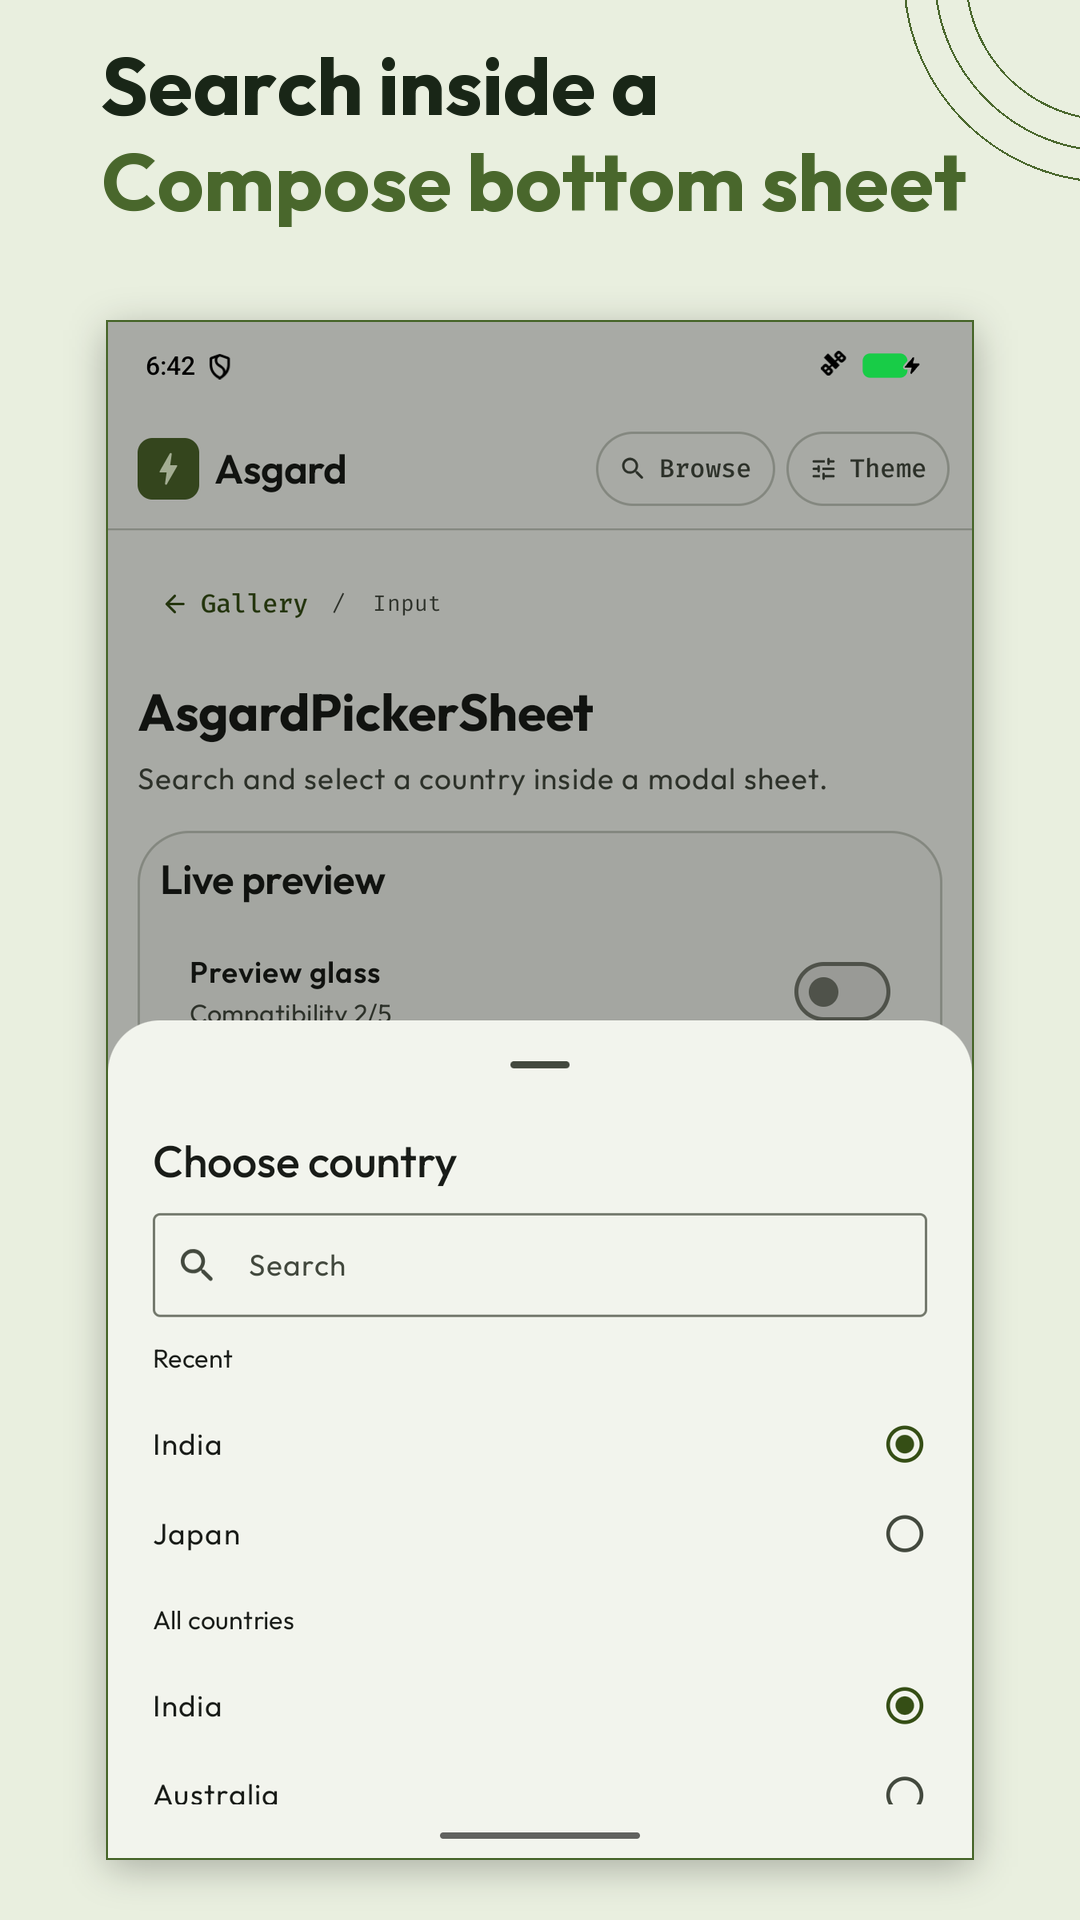 Search inside a
Compose bottom sheet
6:42
Asgard
Browse
Theme
Gallery / Input
AsgardPickerSheet
Search and select a country inside a modal sheet.
Live preview
Preview glass
Compatibility 2/5
Choose country
Search
Recent
India
Japan
All countries
India
Australia